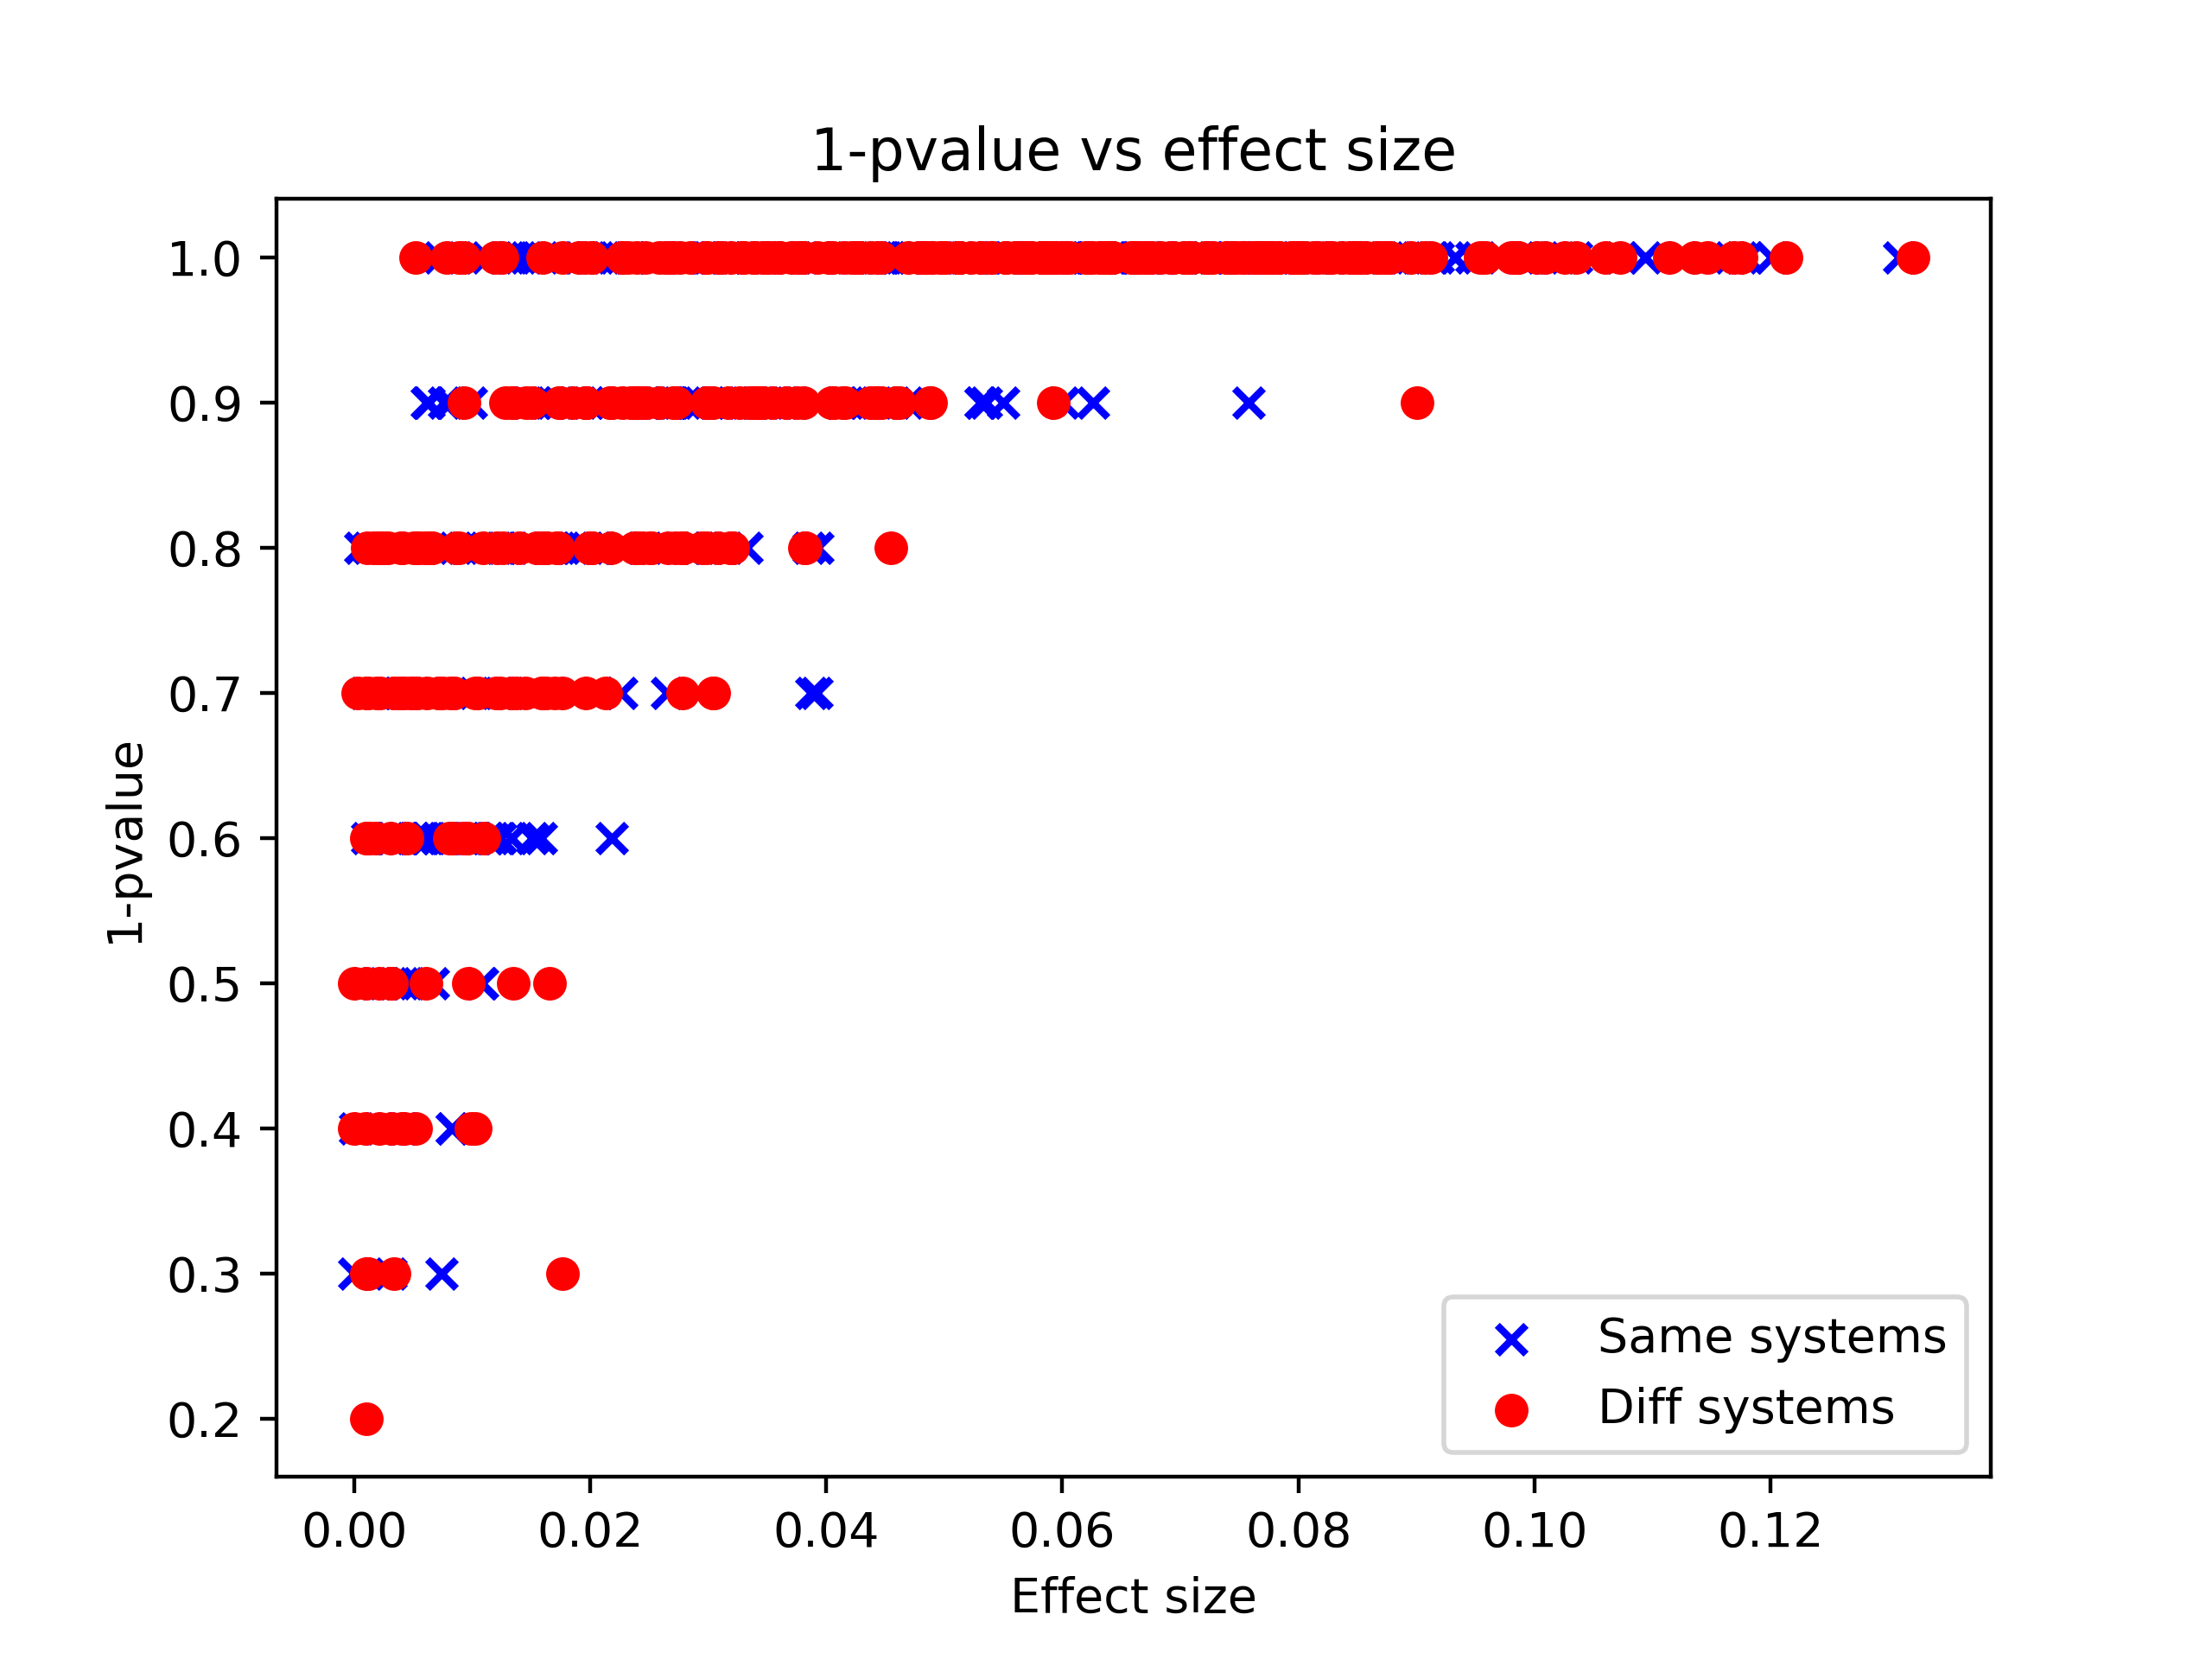 1-pvalue vs effect size
1-pvalue
1.0
0.9
0.8
0.7
0.6
0.5
0.4
0.3
0.2
0.00 0.02 0.04 0.06 0.08 0.10 0.12
Effect size
Same systems
Diff systems